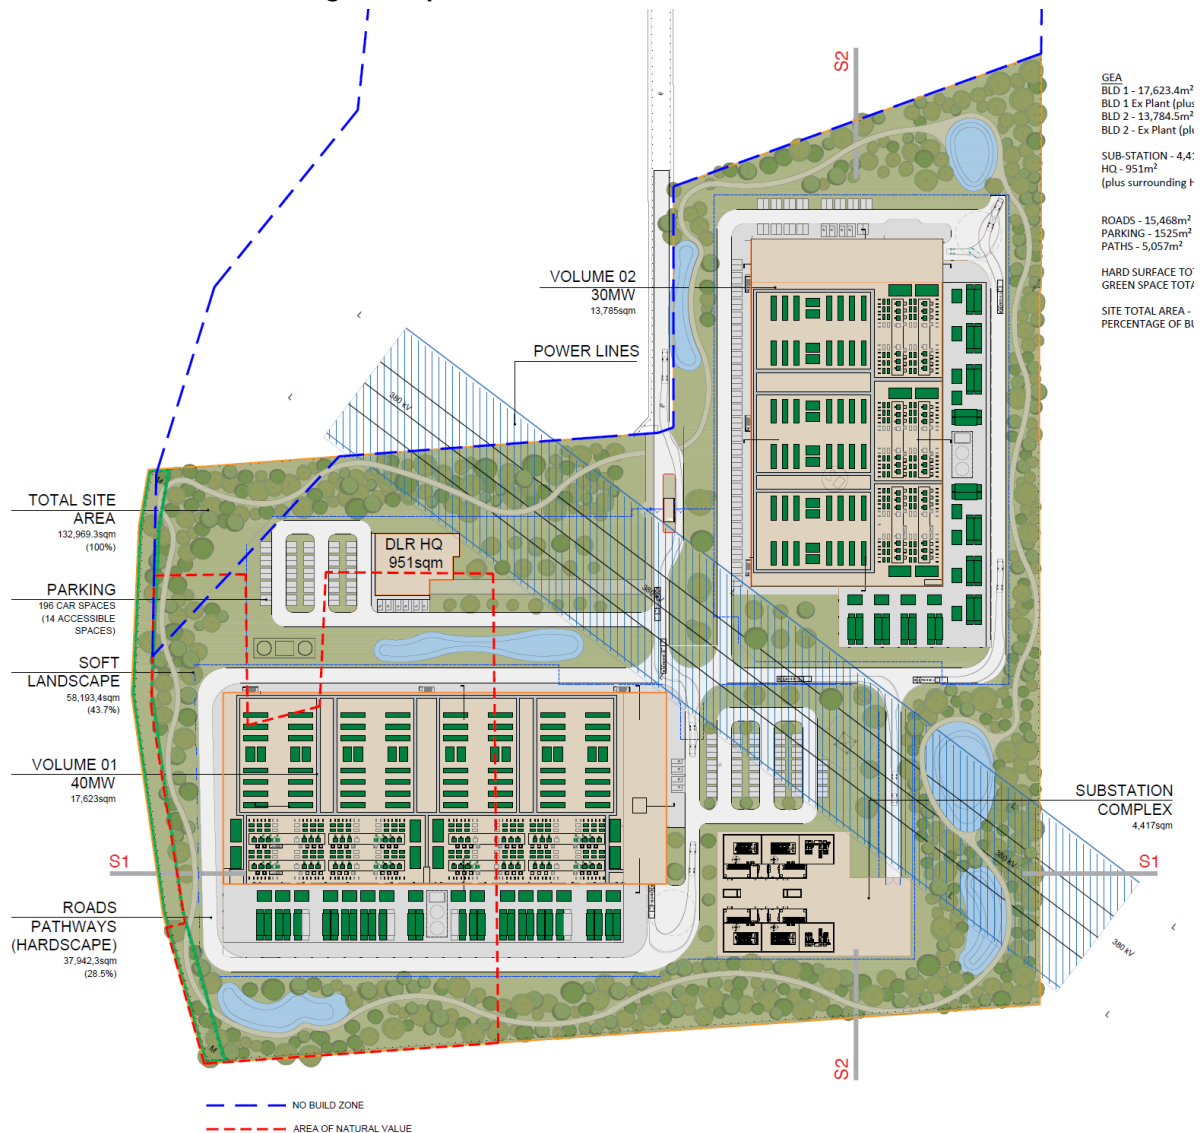 S2
GEA
BLD 1 - 17,623.4m²
BLD 1 Ex Plant (plus
BLD 2 - 13,784.5m²
BLD 2 - Ex Plant (plu
SUB-STATION - 4,41
HQ - 951m²
(plus surrounding H
ROADS - 15,468m²
PARKING - 1525m²
PATHS - 5,057m²
HARD SURFACE TOT
GREEN SPACE TOTA
SITE TOTAL AREA -
PERCENTAGE OF BU
VOLUME 02
30MW
13,785sqm
POWER LINES
380 kV
TOTAL SITE
AREA
132,969.3sqm
(100%)
M
DLR HQ
951sqm
PARKING
196 CAR SPACES
(14 ACCESSIBLE
SPACES)
SOFT
LANDSCAPE
58,193,4sqm
(43.7%)
VOLUME 01
40MW
17,623sqm
SUBSTATION
COMPLEX
4,417sqm
380 kV
S1
S1
ROADS
PATHWAYS
(HARDSCAPE)
37,942,3sqm
(28.5%)
380 kV
M
S2
NO BUILD ZONE
AREA OF NATURAL VALUE